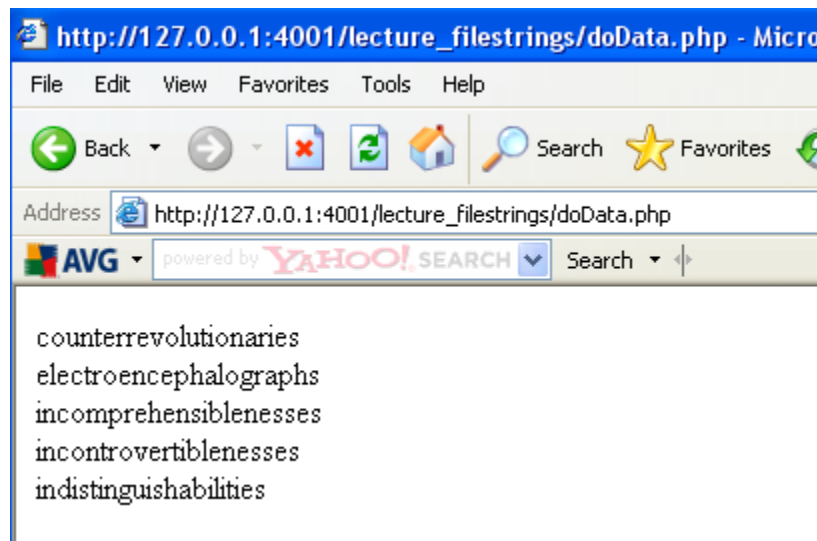 http://127.0.0.1:4001/lecture_filestrings/doData.php - Micro
File Edit View Favorites Tools Help
Back Search Favorites
Address http://127.0.0.1:4001/lecture_filestrings/doData.php
AVG powered by YAHOO! SEARCH Search
counterrevolutionaries
electroencephalographs
incomprehensiblenesses
incontrovertiblenesses
indistinguishabilities